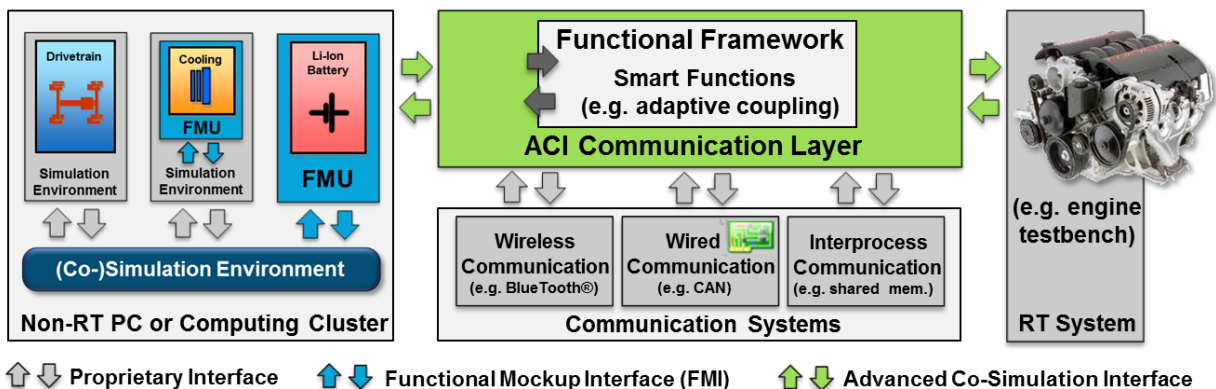 Drivetrain
Simulation
Environment
Cooling
FMU
Simulation
Environment
Li-Ion
Battery
FMU
(Co-)Simulation Environment
Non-RT PC or Computing Cluster
Functional Framework
Smart Functions
(e.g. adaptive coupling)
ACI Communication Layer
Wireless
Communication
(e.g. BlueTooth®)
Wired
Communication
(e.g. CAN)
Interprocess
Communication
(e.g. shared mem.)
Communication Systems
(e.g. engine
testbench)
RT System
Proprietary Interface
Functional Mockup Interface (FMI)
Advanced Co-Simulation Interface